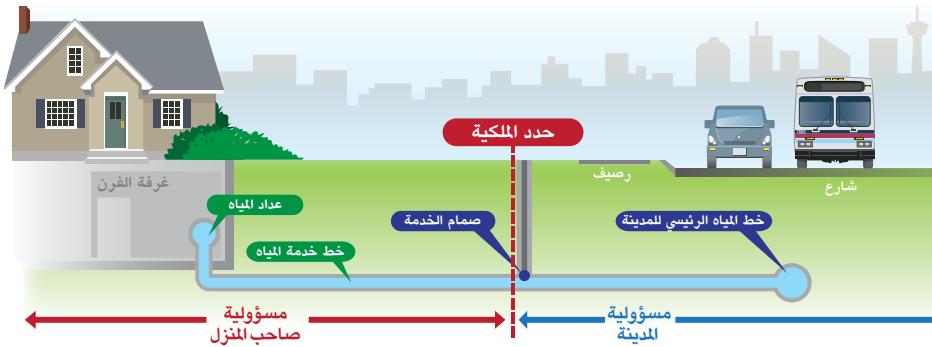 حدد الملكية
رصيف
شارع
غرفة الفرن
عداد المياه
صمام الخدمة
خط المياه الرئيسي للمدينة
خط خدمة المياه
مسؤولية
المدينة
مسؤولية
صاحب المنزل